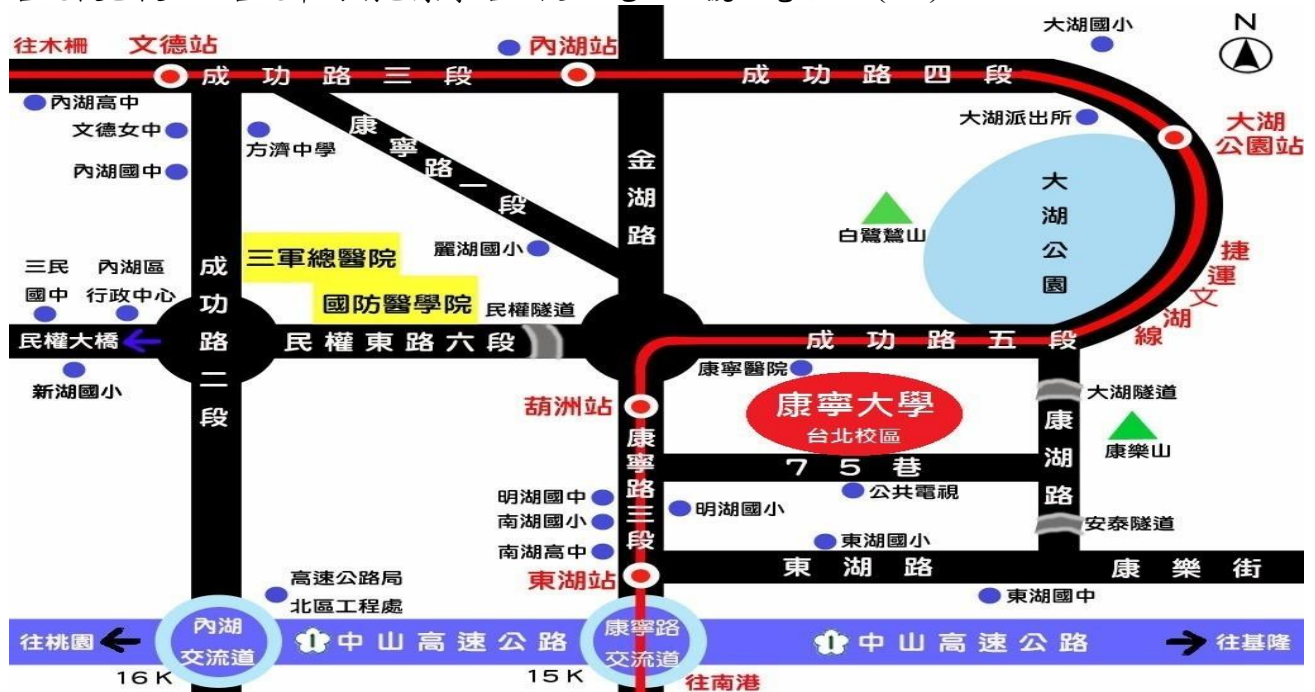 大湖國小
N
往木柵
文德站
內湖站
成功路三段
成功路四段
內湖高中
文德女中
內湖國中
方濟中學
康寧路一段
金湖路
大湖派出所
大湖
公園站
大湖公園
白鷺鷥山
麗湖國小
三軍總醫院
國防醫學院
三民
國中
內湖區
行政中心
成功路二段
民權隧道
捷運文湖線
民權大橋
民權東路六段
成功路五段
新湖國小
康寧醫院
康寧大學
台北校區
大湖隧道
葫洲站
康寧路三段
康湖路
康樂山
75巷
明湖國中
明湖國小
公共電視
南湖國小
南湖高中
東湖國小
安泰隧道
東湖站
東湖路
康樂街
高速公路局
北區工程處
東湖國中
往桃園
內湖
交流道
1
中山高速公路
康寧路
交流道
1
中山高速公路
往基隆
16K
15K
往南港